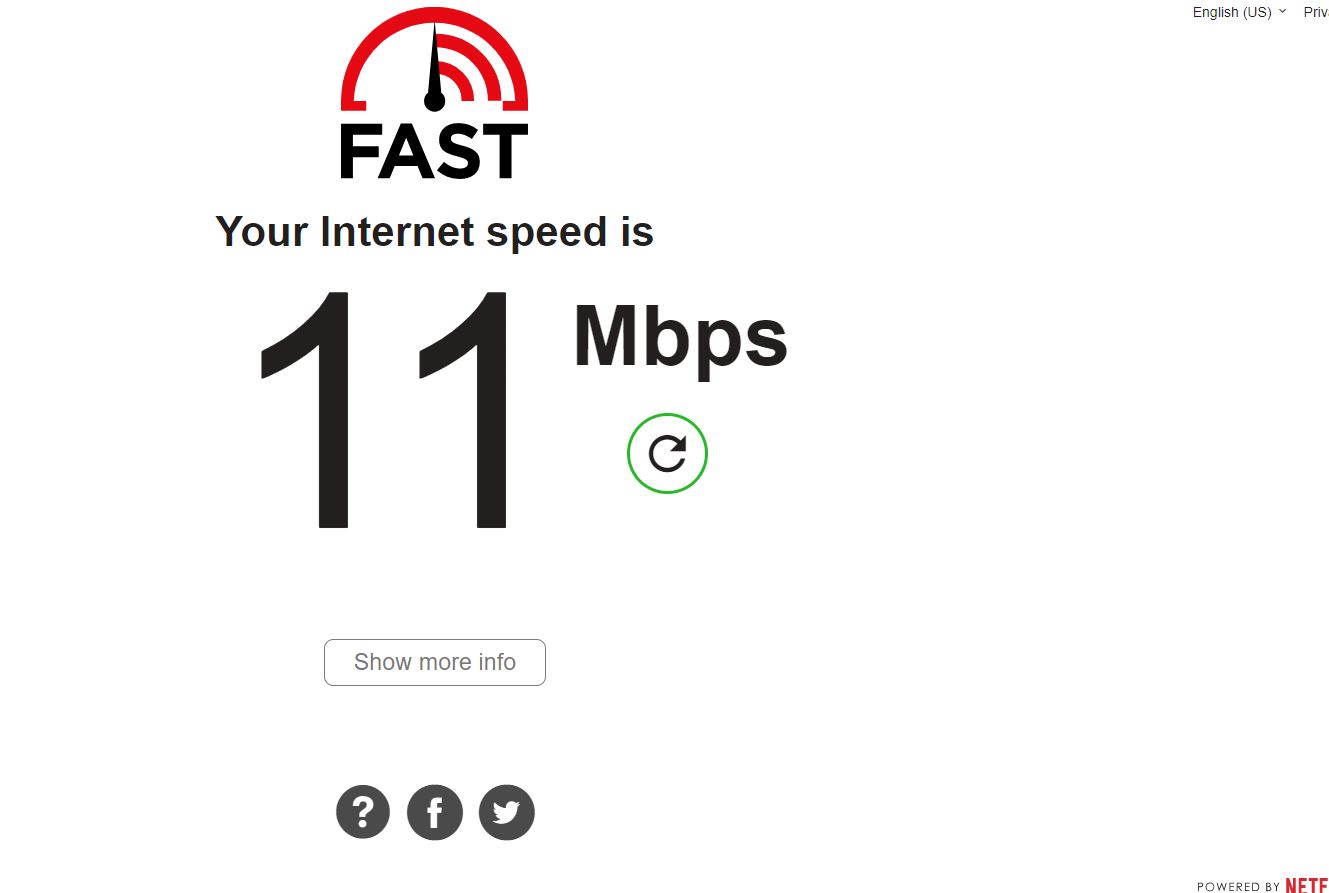 English (US) Priv
FAST
Your Internet speed is
11 Mbps
Show more info
?
f
POWERED BY NETF